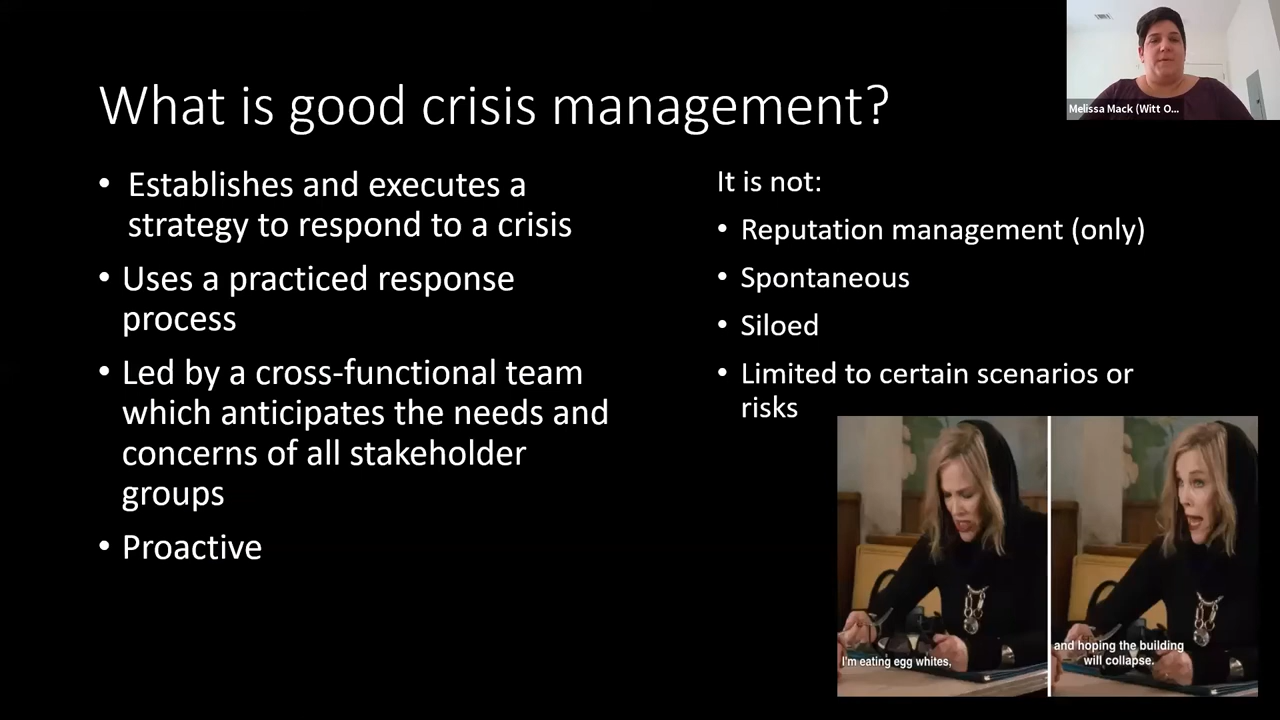 What is good crisis management?
• Establishes and executes a
strategy to respond to a crisis
• Uses a practiced response
process
• Led by a cross-functional team
which anticipates the needs and
concerns of all stakeholder
groups
• Proactive
It is not:
• Reputation management (only)
• Spontaneous
• Siloed
• Limited to certain scenarios or
risks
I'm eating egg whites,
and hoping the building
will collapse.
Melissa Mack (Witt O...